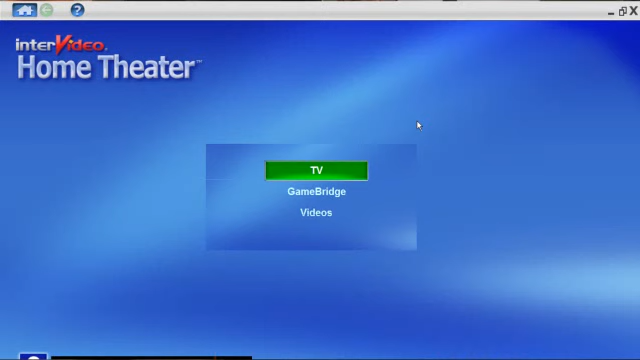 interVideo.
Home Theater™
TV
GameBridge
Videos